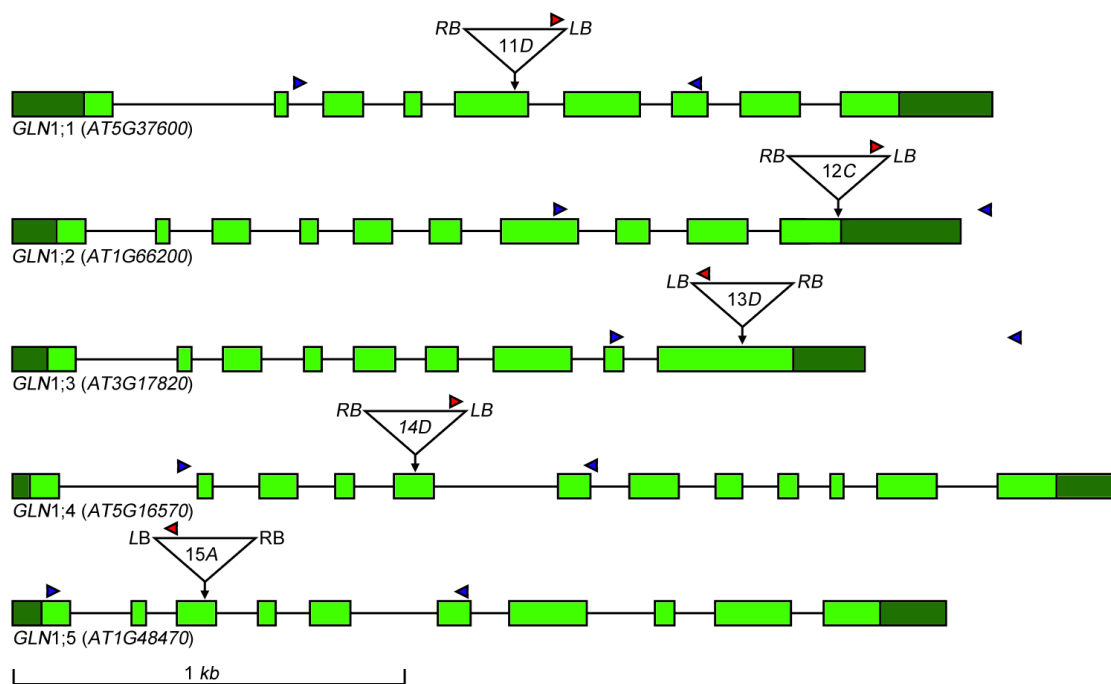 RB 11D LB
GLN1;1 (AT5G37600)
RB 12C LB
GLN1;2 (AT1G66200)
LB 13D RB
GLN1;3 (AT3G17820)
RB 14D LB
GLN1;4 (AT5G16570)
LB 15A RB
GLN1;5 (AT1G48470)
1 kb